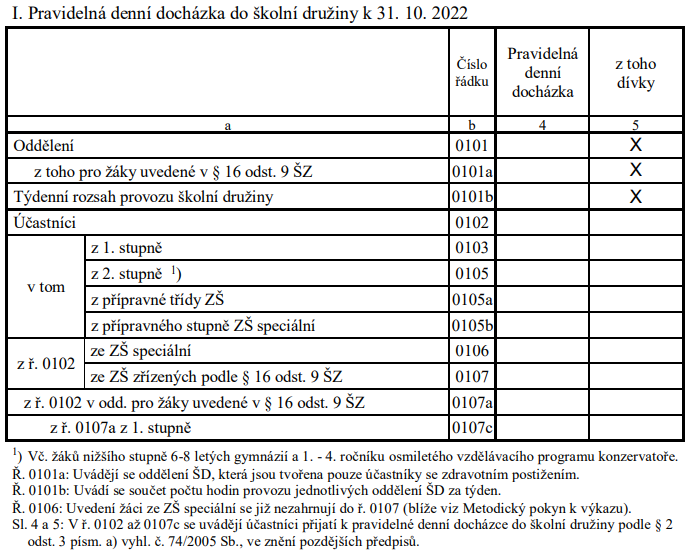 I. Pravidelná denní docházka do školní družiny k 31. 10. 2022
Číslo řádku
Pravidelná denní docházka
z toho dívky
a b 4 5
Oddělení 0101 X
z toho pro žáky uvedené v § 16 odst. 9 ŠZ 0101a X
Týdenní rozsah provozu školní družiny 0101b X
Účastníci 0102
v tom
z 1. stupně 0103
z 2. stupně ¹) 0105
z přípravné třídy ZŠ 0105a
z přípravného stupně ZŠ speciální 0105b
z ř. 0102
ze ZŠ speciální 0106
ze ZŠ zřízených podle § 16 odst. 9 ŠZ 0107
z ř. 0102 v odd. pro žáky uvedené v § 16 odst. 9 ŠZ 0107a
z ř. 0107a z 1. stupně 0107c
¹) Vč. žáků nižšího stupně 6-8 letých gymnázií a 1. - 4. ročníku osmiletého vzdělávacího programu konzervatoře.
Ř. 0101a: Uvádějí se oddělení ŠD, která jsou tvořena pouze účastníky se zdravotním postižením.
Ř. 0101b: Uvádí se součet počtu hodin provozu jednotlivých oddělení ŠD za týden.
Ř. 0106: Uvedení žáci ze ZŠ speciální se již nezahrnují do ř. 0107 (blíže viz Metodický pokyn k výkazu).
Sl. 4 a 5: V ř. 0102 až 0107c se uvádějí účastníci přijatí k pravidelné denní docházce do školní družiny podle § 2
odst. 3 písm. a) vyhl. č. 74/2005 Sb., ve znění pozdějších předpisů.